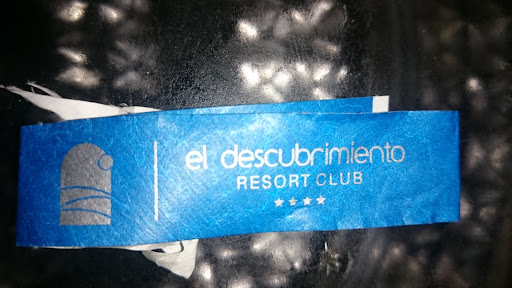 el descubrimiento
RESORT CLUB